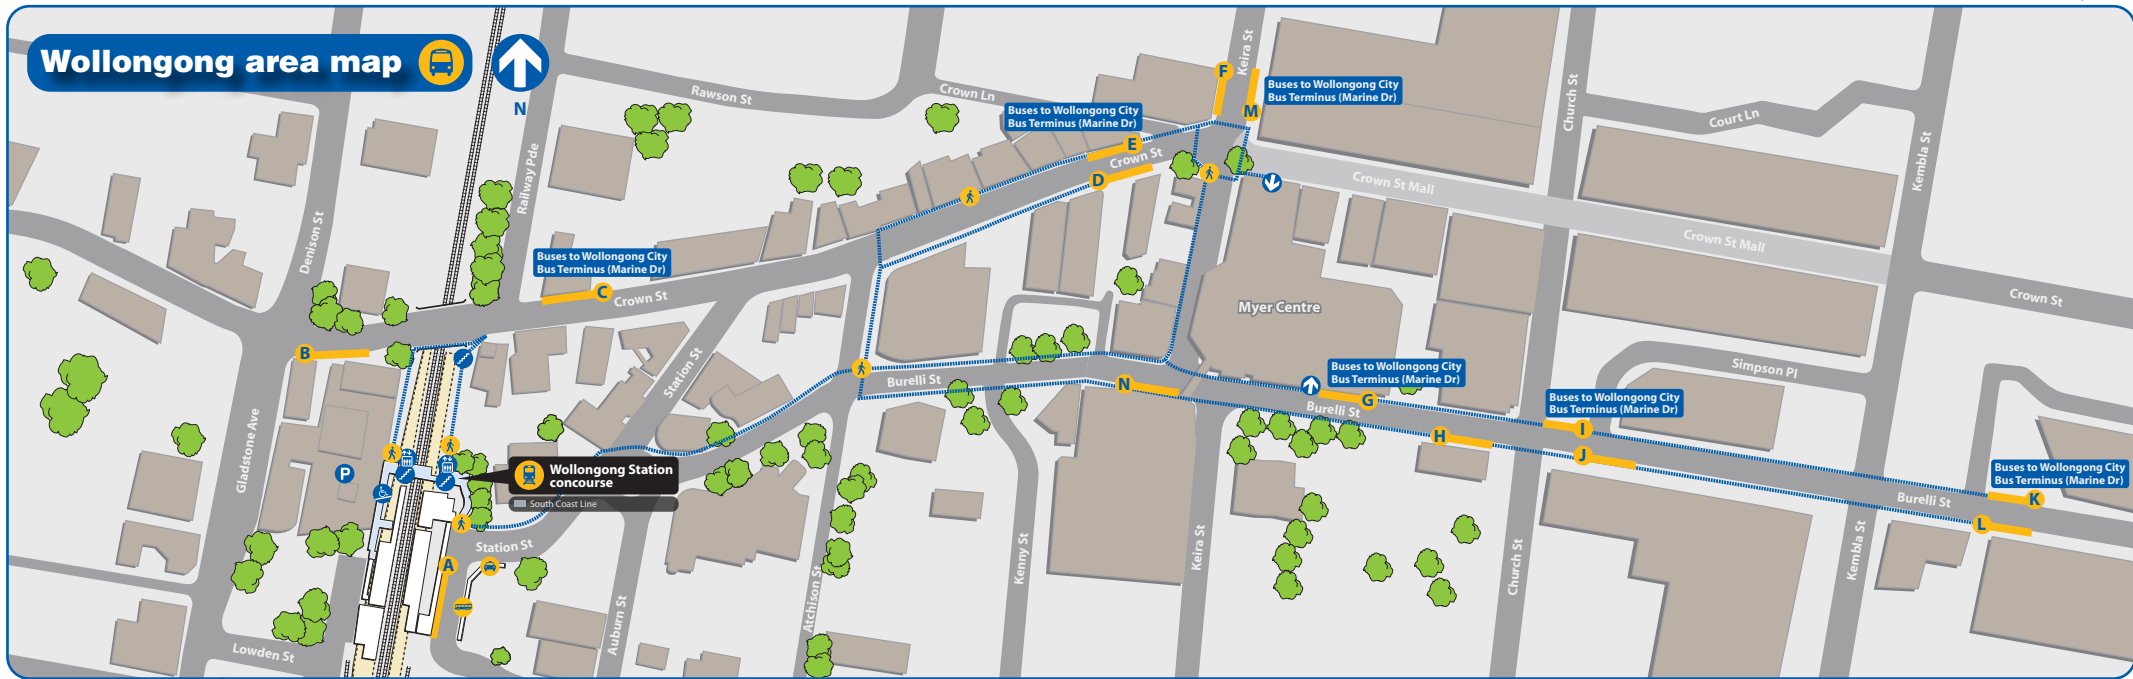 Wollongong area map
N
Denison St
Railway Pde
Rawson St
Crown Ln
Keira St
Church St
Court Ln
Kembla St
F
M
Buses to Wollongong City
Bus Terminus (Marine Dr)
Buses to Wollongong City
Bus Terminus (Marine Dr)
E
Crown St
D
Crown St Mall
Crown St Mall
Crown St
Buses to Wollongong City
Bus Terminus (Marine Dr)
C
Crown St
B
Station St
Myer Centre
Burelli St
N
Buses to Wollongong City
Bus Terminus (Marine Dr)
G
Burelli St
H
Simpson Pl
Buses to Wollongong City
Bus Terminus (Marine Dr)
I
J
Gladstone Ave
P
Wollongong Station
concourse
South Coast Line
Buses to Wollongong City
Bus Terminus (Marine Dr)
K
Burelli St
L
Station St
A
Lowden St
Auburn St
Atchison St
Kenny St
Keira St
Church St
Kembla St